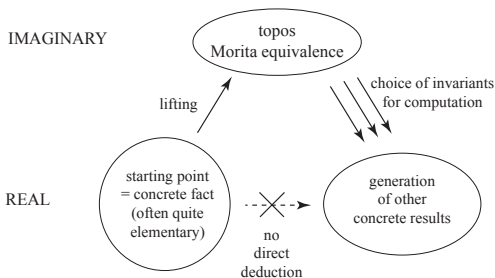 IMAGINARY
topos
Morita equivalence
lifting
choice of invariants
for computation
REAL
starting point
= concrete fact
(often quite
elementary)
generation
of other
concrete results
no
direct
deduction